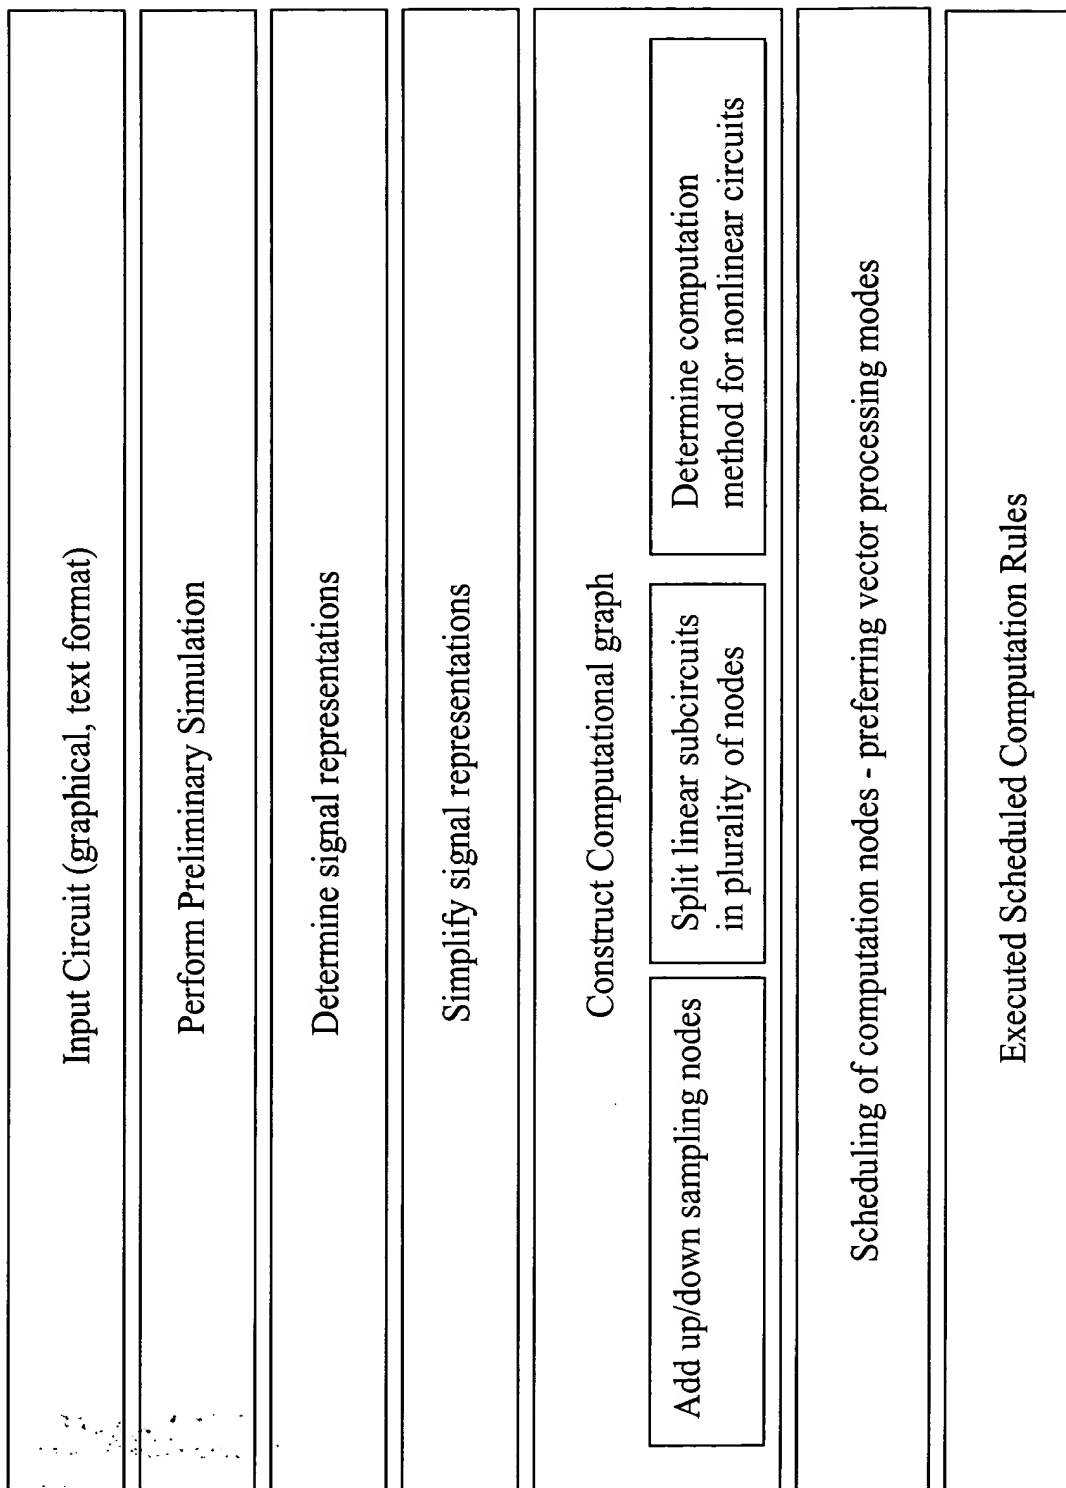 Input Circuit (graphical, text format)
Perform Preliminary Simulation
Determine signal representations
Simplify signal representations
Construct Computational graph
Add up/down sampling nodes
Split linear subcircuits
in plurality of nodes
Determine computation
method for nonlinear circuits
Scheduling of computation nodes - preferring vector processing modes
Executed Scheduled Computation Rules